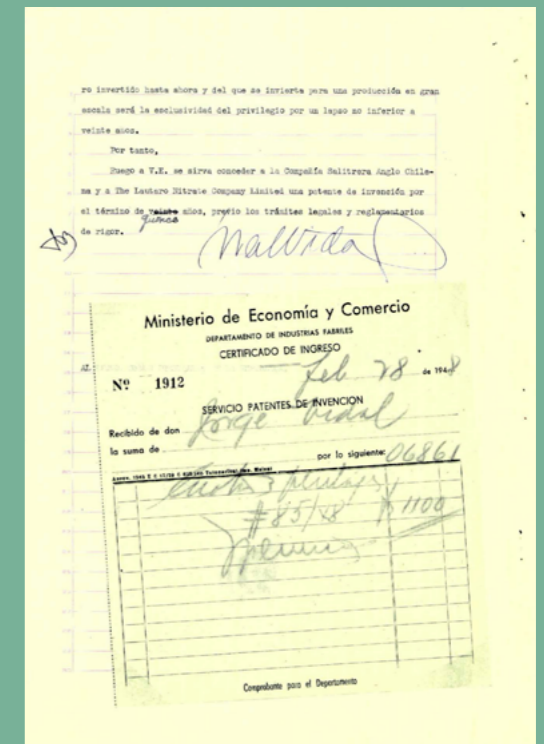 ro invertido hasta ahora y del que se invierta para una producción en gran
escala será la esclusividad del privilegio por un lapso no inferior a
veinte años.
Por tanto,
Ruego a V.E. se sirva conceder a la Compañía Salitrera Anglo Chile-
na y a The Lautaro Nitrate Company Limited una patente de invención por
el término de veinte años, previo los trámites legales y reglamentarios
quince
de rigor.
Ministerio de Economía y Comercio
DEPARTAMENTO DE INDUSTRIAS FABRILES
CERTIFICADO DE INGRESO
Nº 1912
Feb 28 de 1948
SERVICIO PATENTES DE INVENCION
Recibido de don Jorge Vidal
la suma de
por lo siguiente: 06861
# 85/48 $ 1100
Comprobante para el Departamento